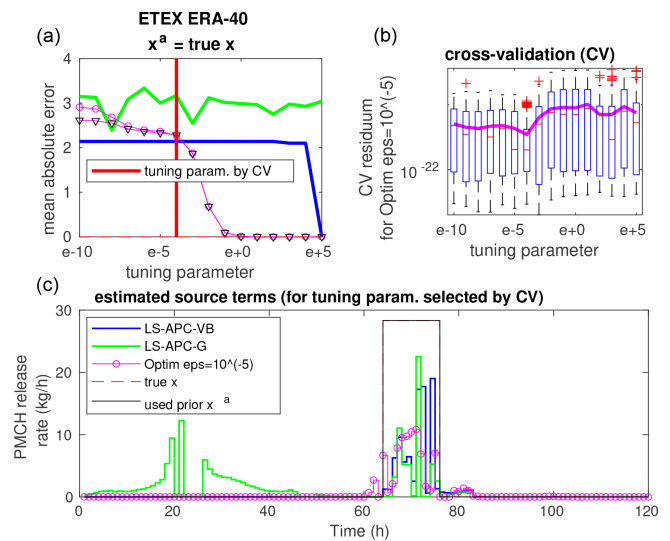 ETEX ERA-40
(a)
x^a = true x
mean absolute error
4
3
2
1
0
tuning param. by CV
e-10 e-5 e+0 e+5
tuning parameter
(b)
cross-validation (CV)
CV residuum
for Optim eps=10^(-5)
10^-22
e-10 e-5 e+0 e+5
tuning parameter
(c)
estimated source terms (for tuning param. selected by CV)
PMCH release
rate (kg/h)
30
20
10
0
LS-APC-VB
LS-APC-G
Optim eps=10^(-5)
true x
used prior x^a
0 20 40 60 80 100 120
Time (h)